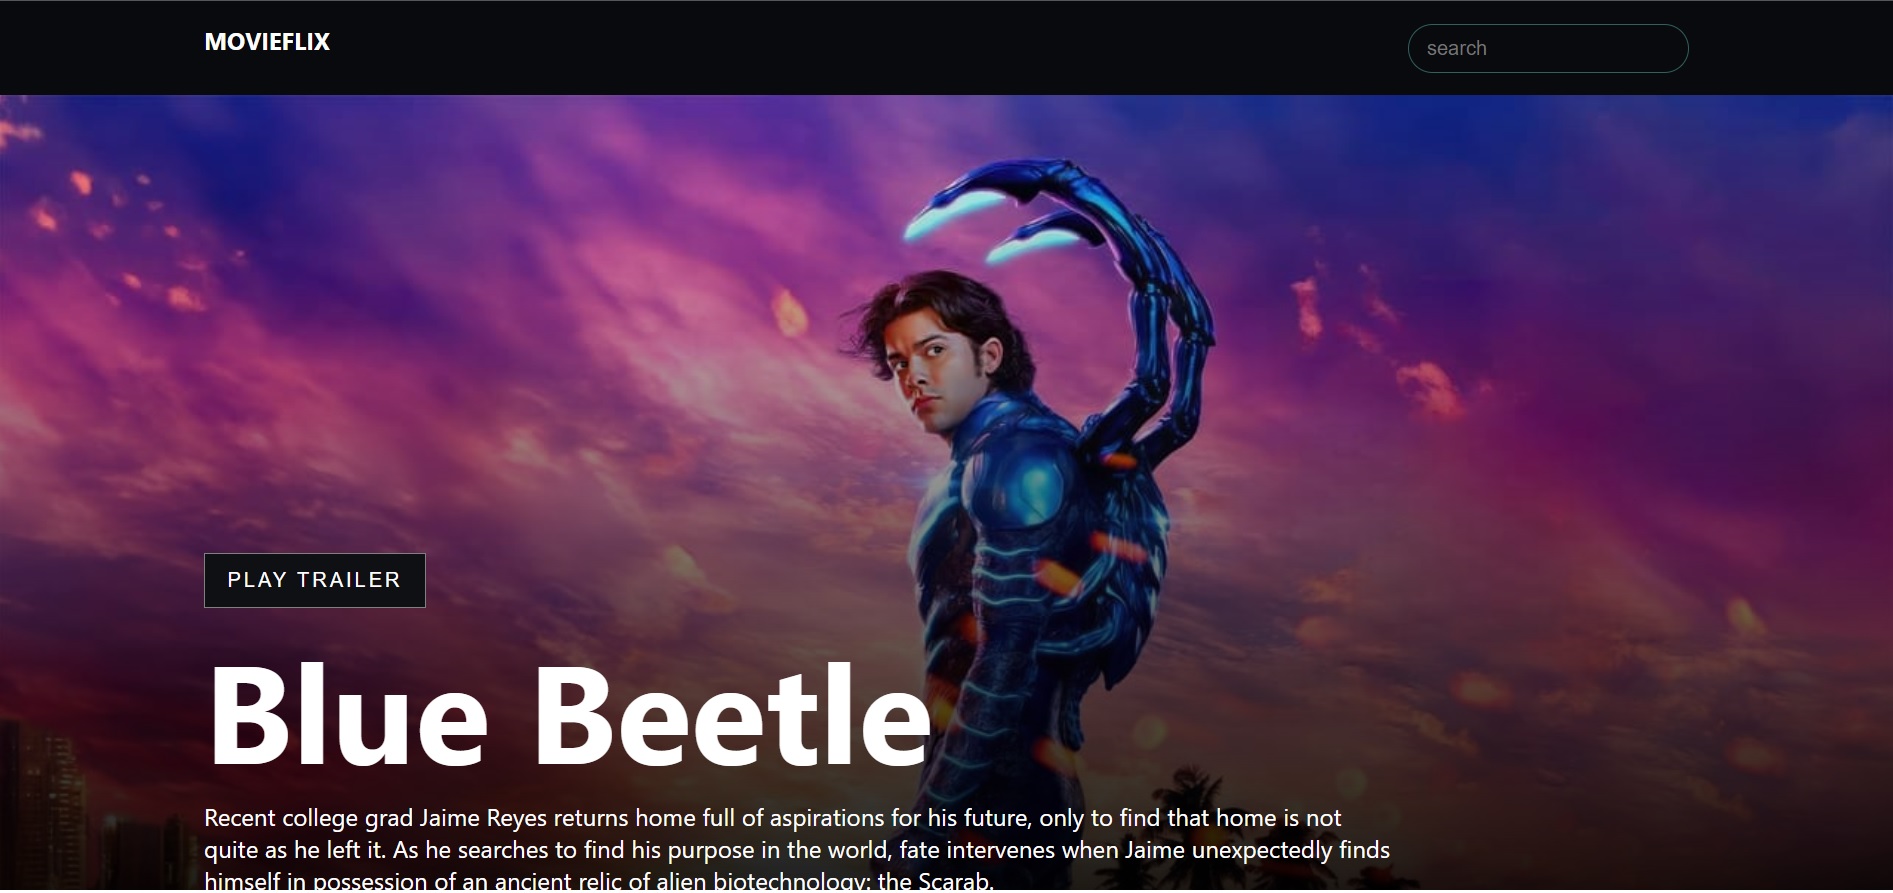 MOVIEFLIX
search
PLAY TRAILER
Blue Beetle
Recent college grad Jaime Reyes returns home full of aspirations for his future, only to find that home is not
quite as he left it. As he searches to find his purpose in the world, fate intervenes when Jaime unexpectedly finds
himself in possession of an ancient relic of alien biotechnology: the Scarab.